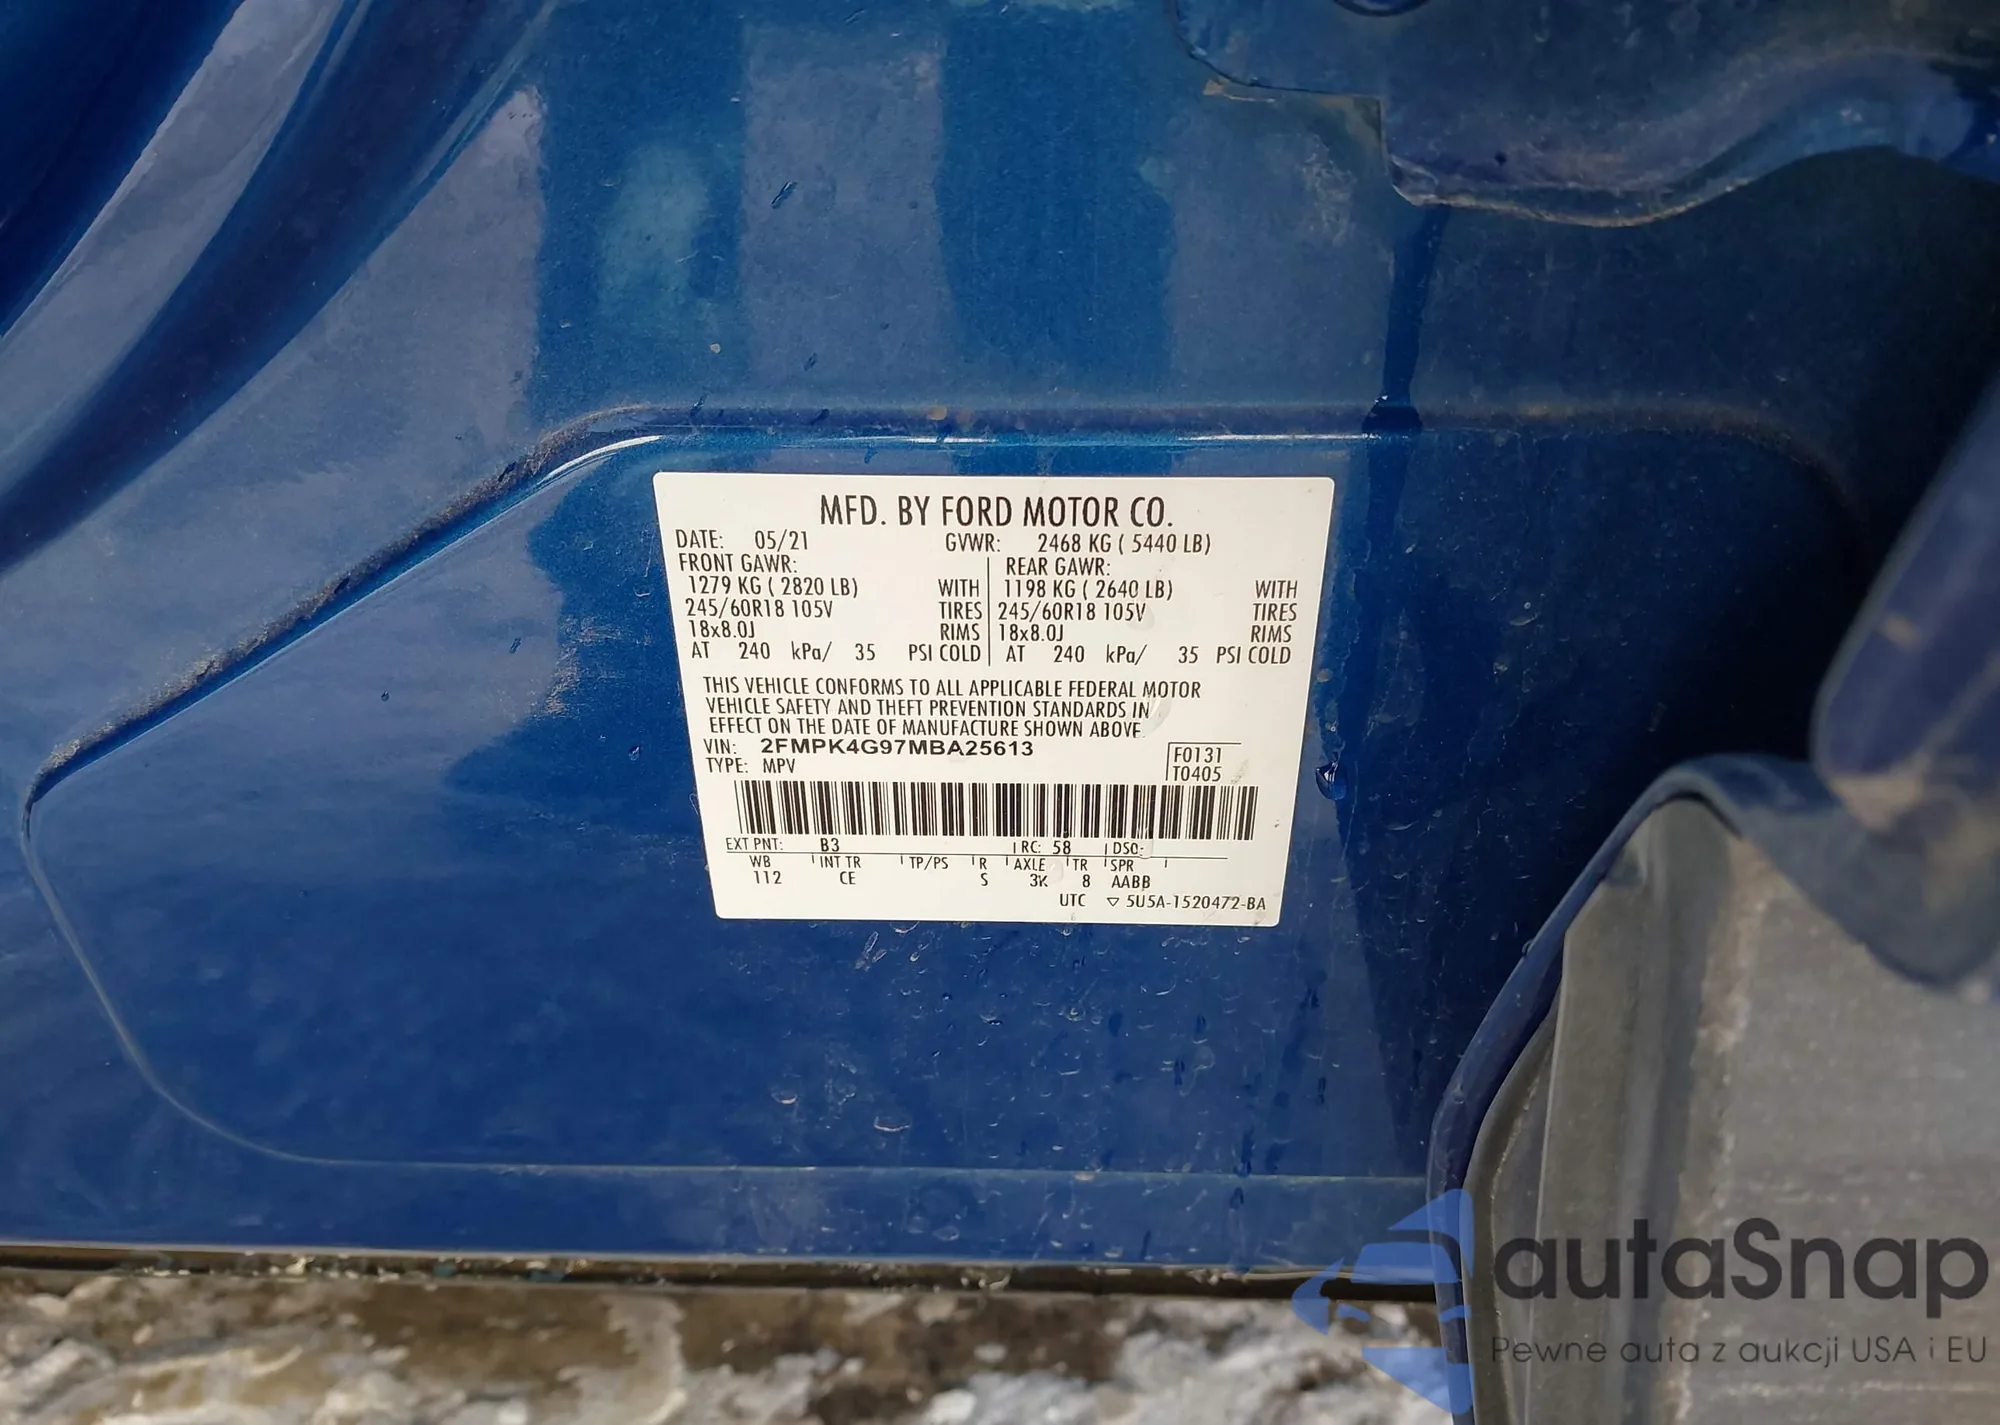 MFD. BY FORD MOTOR CO.
DATE: 05/21 GVWR: 2468 KG ( 5440 LB)
FRONT GAWR: REAR GAWR:
1279 KG ( 2820 LB) WITH 1198 KG ( 2640 LB) WITH
245/60R18 105V TIRES 245/60R18 105V TIRES
18x8.0J RIMS 18x8.0J RIMS
AT 240 kPa/ 35 PSI COLD AT 240 kPa/ 35 PSI COLD
THIS VEHICLE CONFORMS TO ALL APPLICABLE FEDERAL MOTOR
VEHICLE SAFETY AND THEFT PREVENTION STANDARDS IN
EFFECT ON THE DATE OF MANUFACTURE SHOWN ABOVE.
VIN: 2FMPK4G97MBA25613 F0131
TYPE: MPV T0405
EXT PNT: B3 RC: 58 DSO:
WB INT TR TP/PS R AXLE TR SPR
112 CE S 3K 8 AABB
UTC ▽ 5U5A-1520472-BA
autaSnap
Pewne auta z aukcji USA i EU